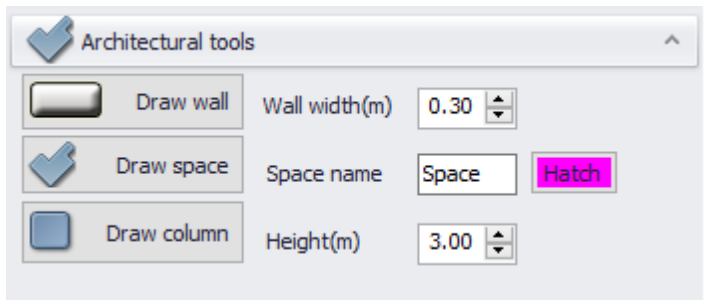 Architectural tools
Draw wall Wall width(m) 0.30
Draw space Space name Space Hatch
Draw column Height(m) 3.00